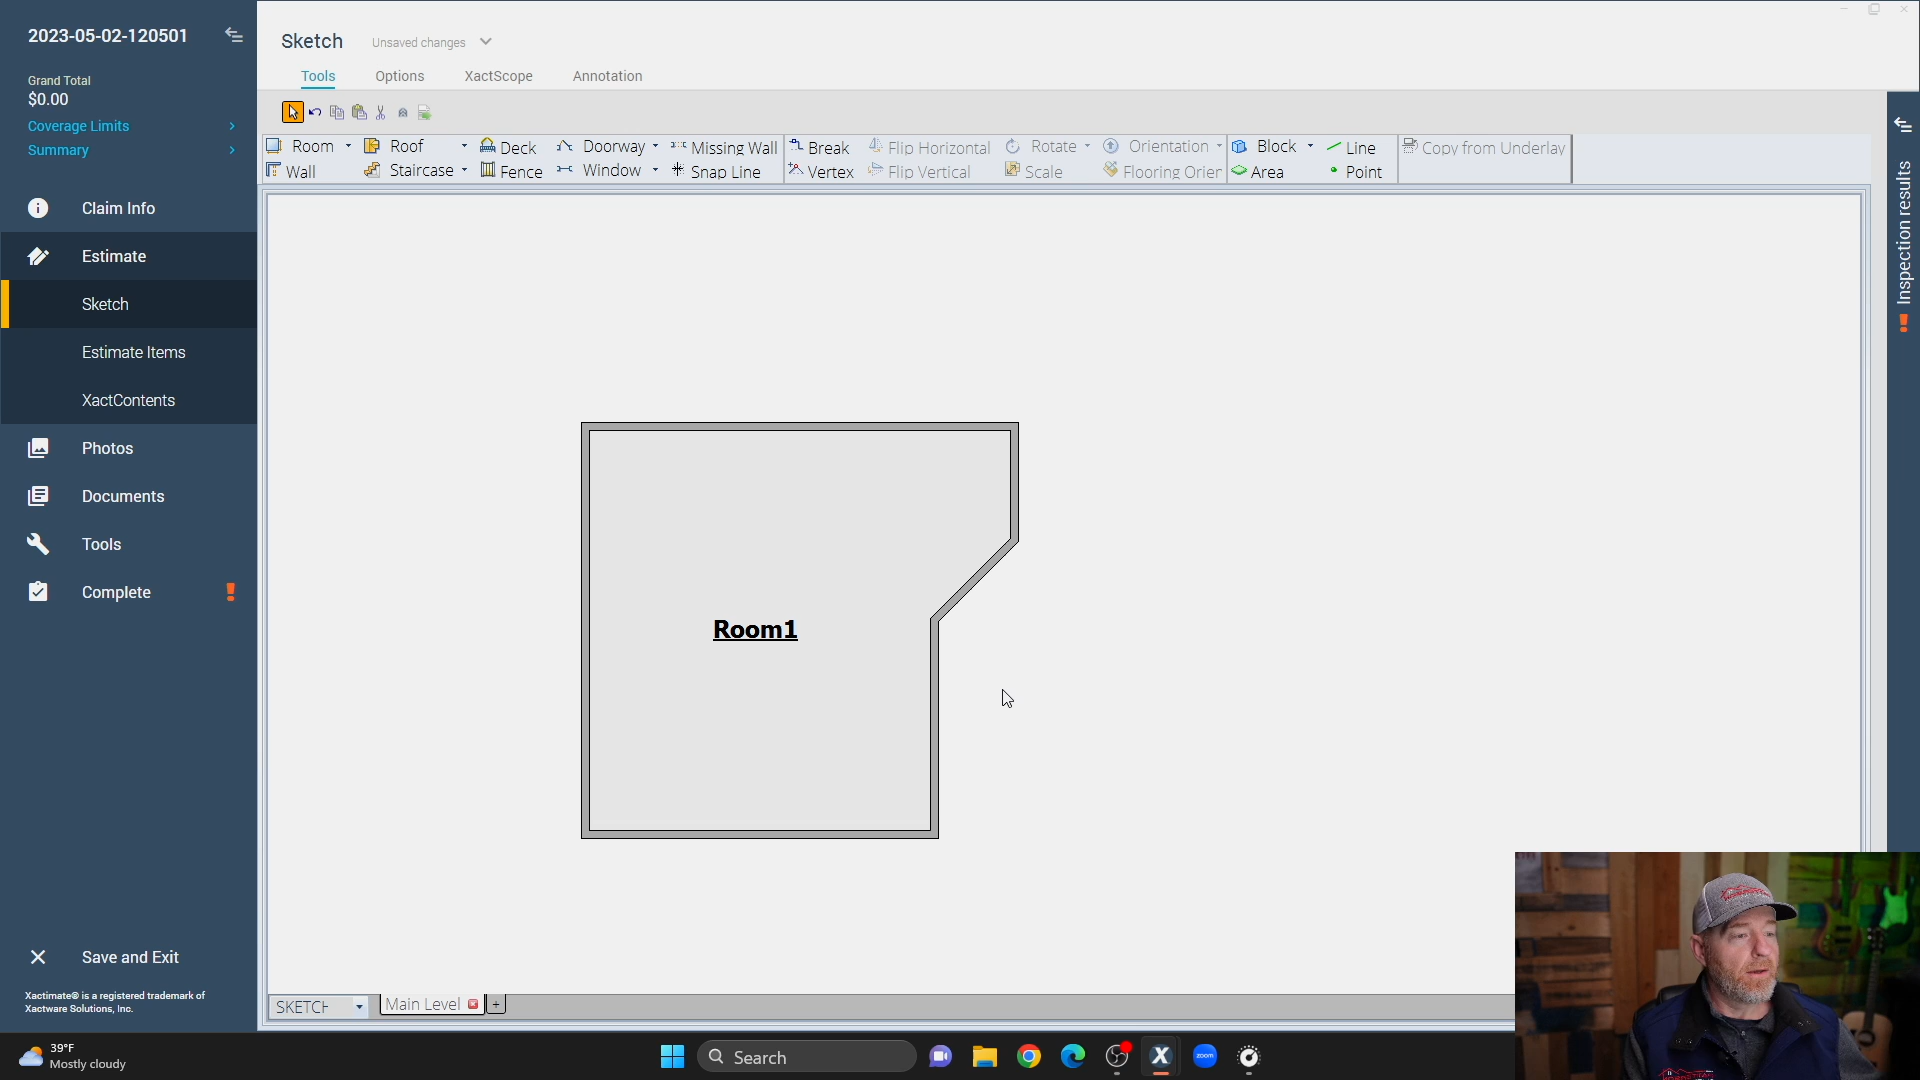 2023-05-02-120501
Grand Total
$0.00
Coverage Limits
Summary
Claim Info
Estimate
Sketch
Estimate Items
XactContents
Photos
Documents
Tools
Complete
Save and Exit
Xactimate® is a registered trademark of
Xactware Solutions, Inc.
Sketch Unsaved changes
Tools Options XactScope Annotation
Room Roof Deck Doorway Missing Wall Break Flip Horizontal Rotate Orientation Block Line Copy from Underlay
Wall Staircase Fence Window Snap Line Vertex Flip Vertical Scale Flooring Orier Area Point
Inspection results
Room1
SKETCH Main Level +
39°F
Mostly cloudy
Search
zoom